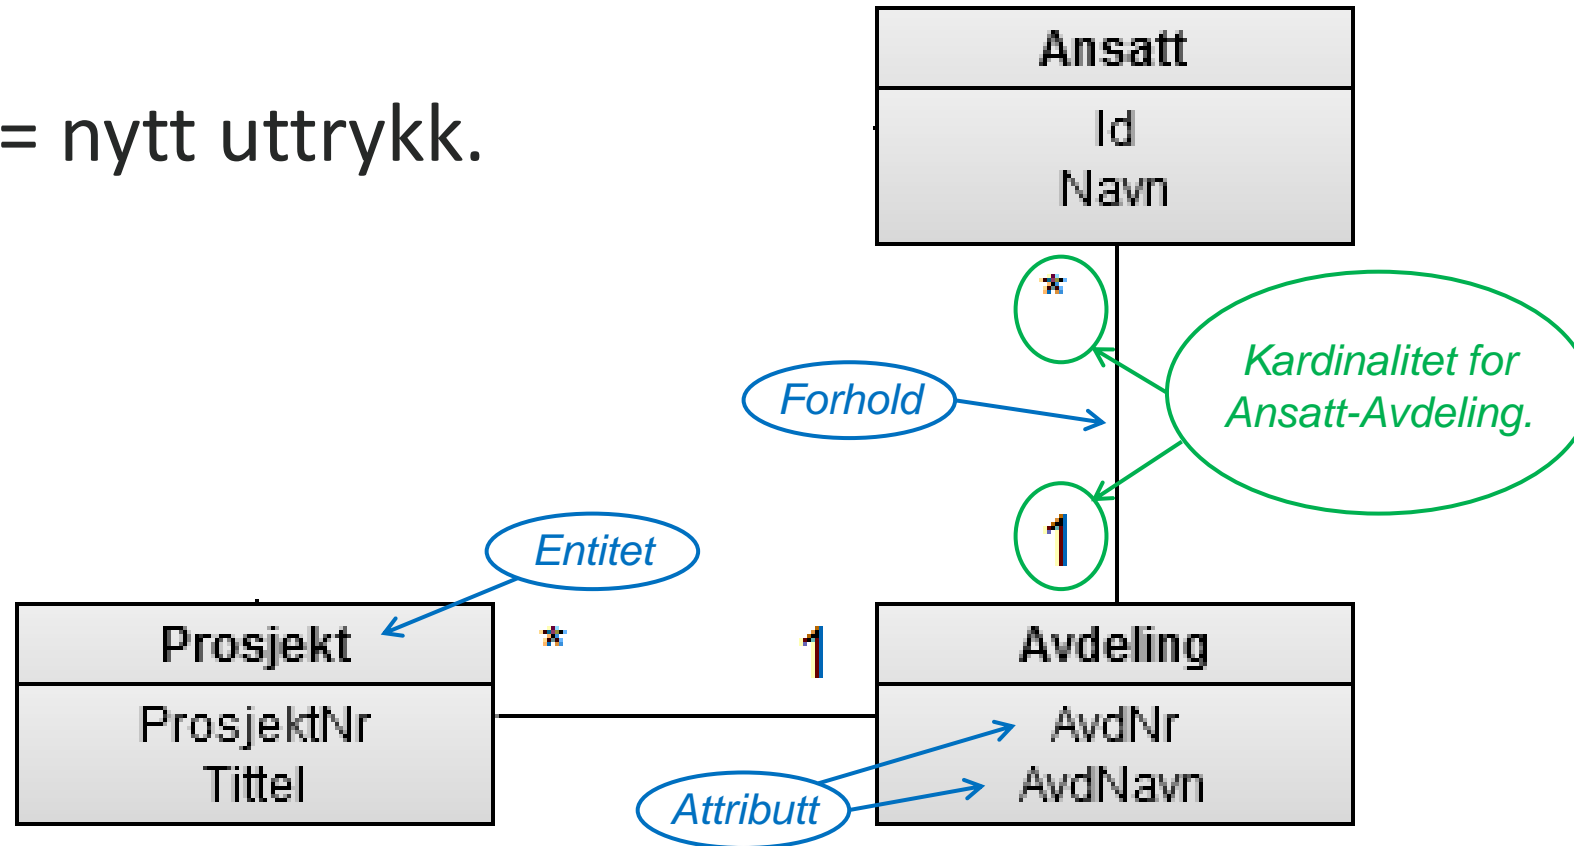 = nytt uttrykk.
Ansatt
Id
Navn
*
Kardinalitet for
Ansatt-Avdeling.
Forhold
1
Entitet
Prosjekt
* 1
Avdeling
ProsjektNr
Tittel
AvdNr
AvdNavn
Attributt